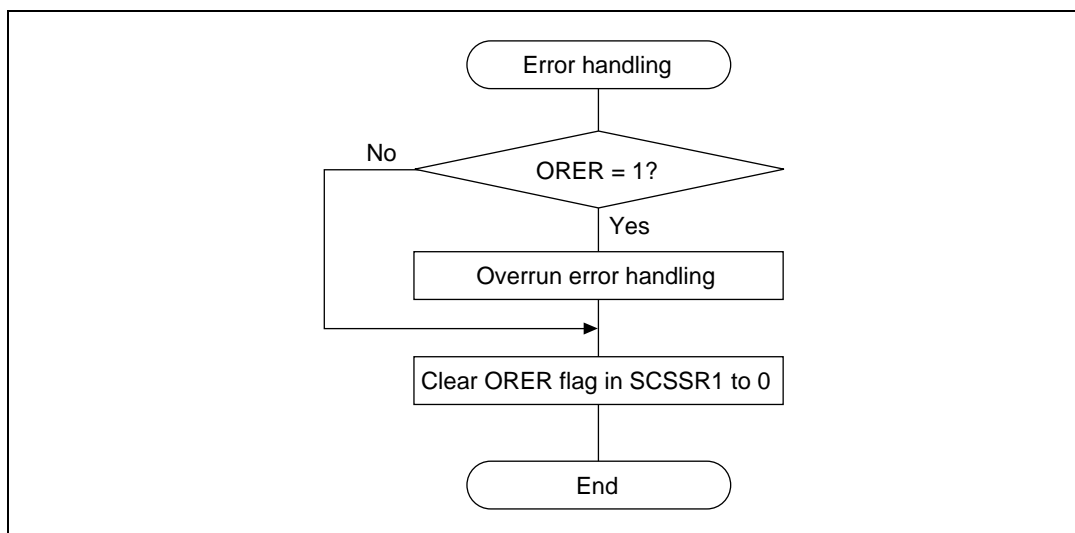 Error handling
ORER = 1?
No
Yes
Overrun error handling
Clear ORER flag in SCSSR1 to 0
End